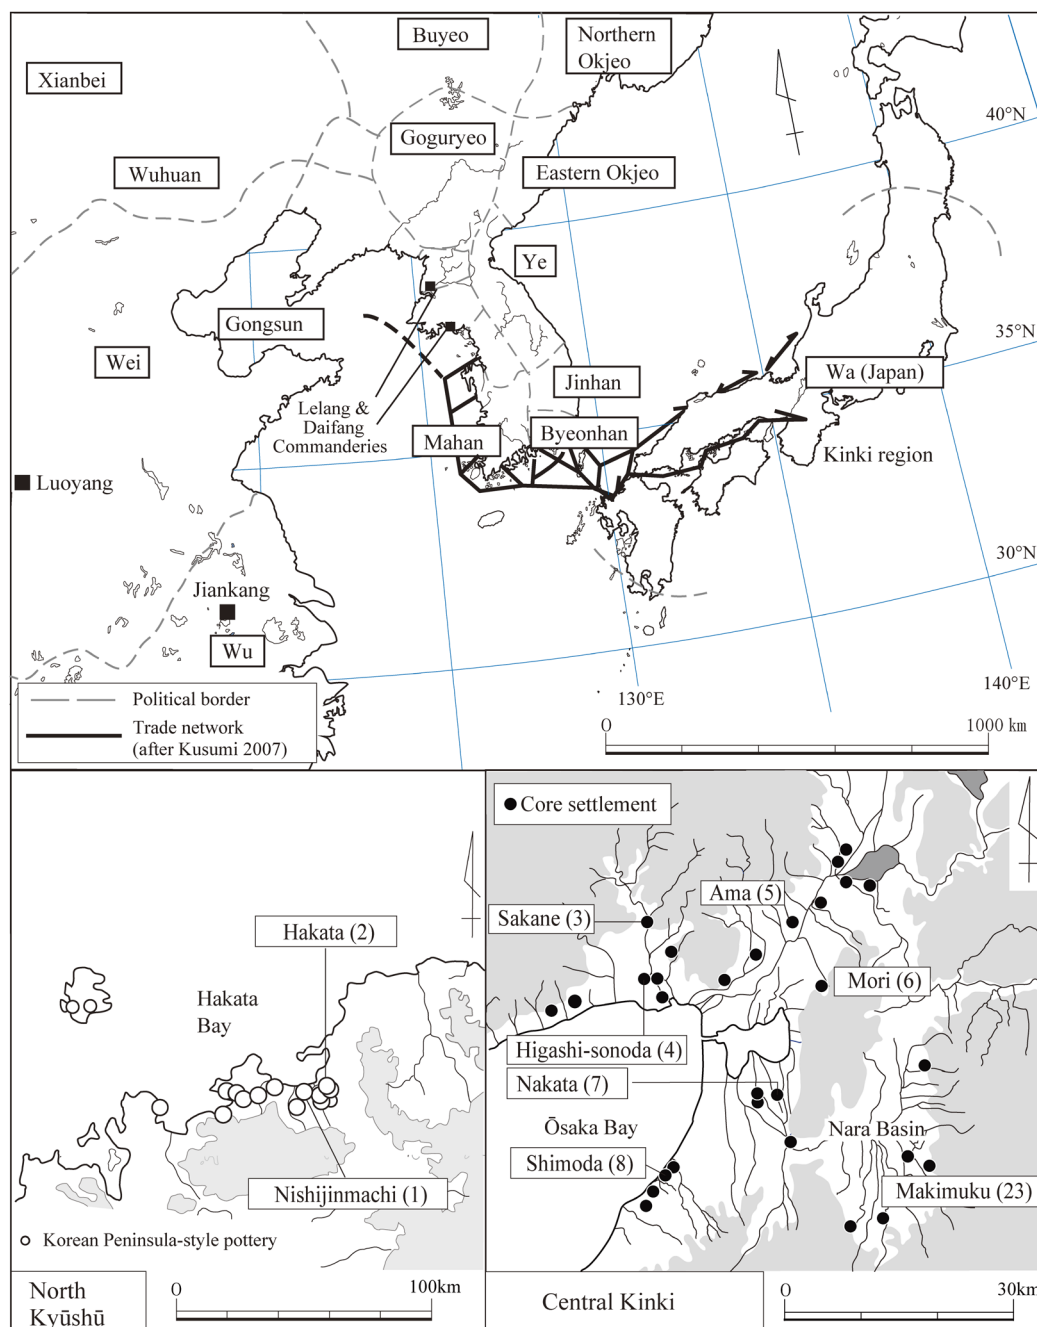 Buyeo
Northern
Okjeo
Xianbei
40°N
Goguryeo
Wuhuan
Eastern Okjeo
Ye
Gongsun
35°N
Wei
Jinhan
Wa (Japan)
Lelang &
Daifang
Commanderies
Mahan
Byeonhan
Kinki region
Luoyang
30°N
Jiankang
Wu
140°E
130°E
Political border
Trade network
(after Kusumi 2007)
0
1000 km
Hakata (2)
Hakata
Bay
Nishijinmachi (1)
Korean Peninsula-style pottery
North
Kyūshū
0
100km
Core settlement
Ama (5)
Sakane (3)
Mori (6)
Higashi-sonoda (4)
Nakata (7)
Ōsaka Bay
Nara Basin
Shimoda (8)
Makimuku (23)
Central Kinki
0
30km